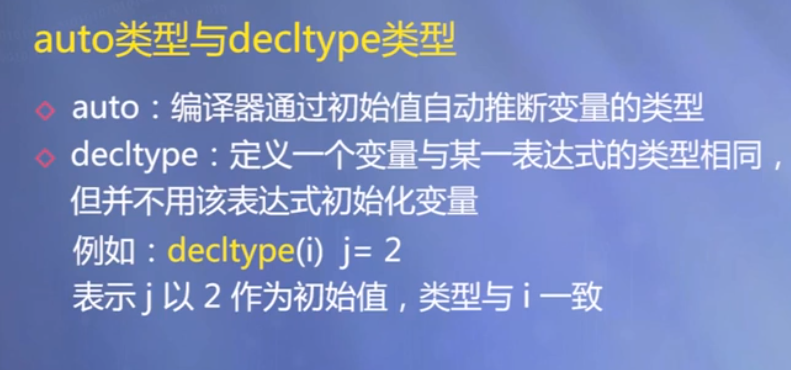 auto类型与decltype类型
auto：编译器通过初始值自动推断变量的类型
decltype：定义一个变量与某一表达式的类型相同，
但并不用该表达式初始化变量
例如：decltype(i) j= 2
表示 j 以 2 作为初始值，类型与 i 一致